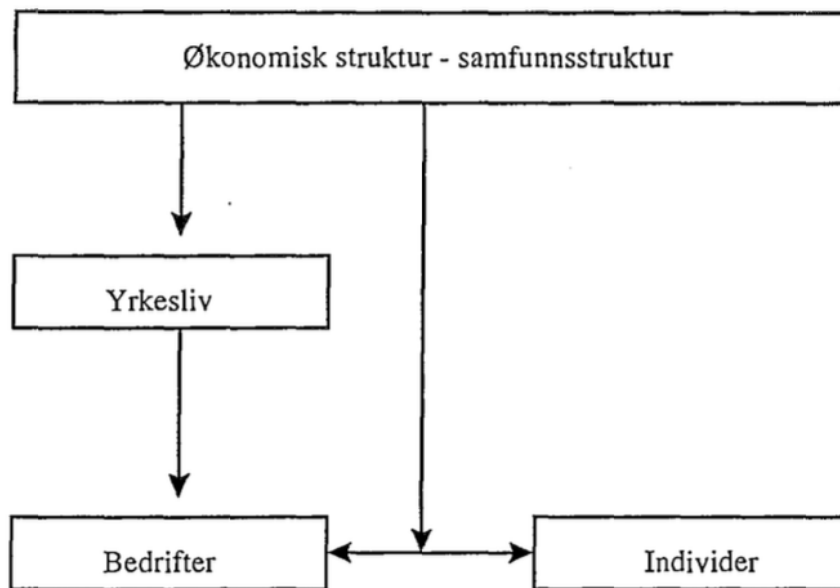 Økonomisk struktur - samfunnsstruktur
Yrkesliv
Bedrifter
Individer